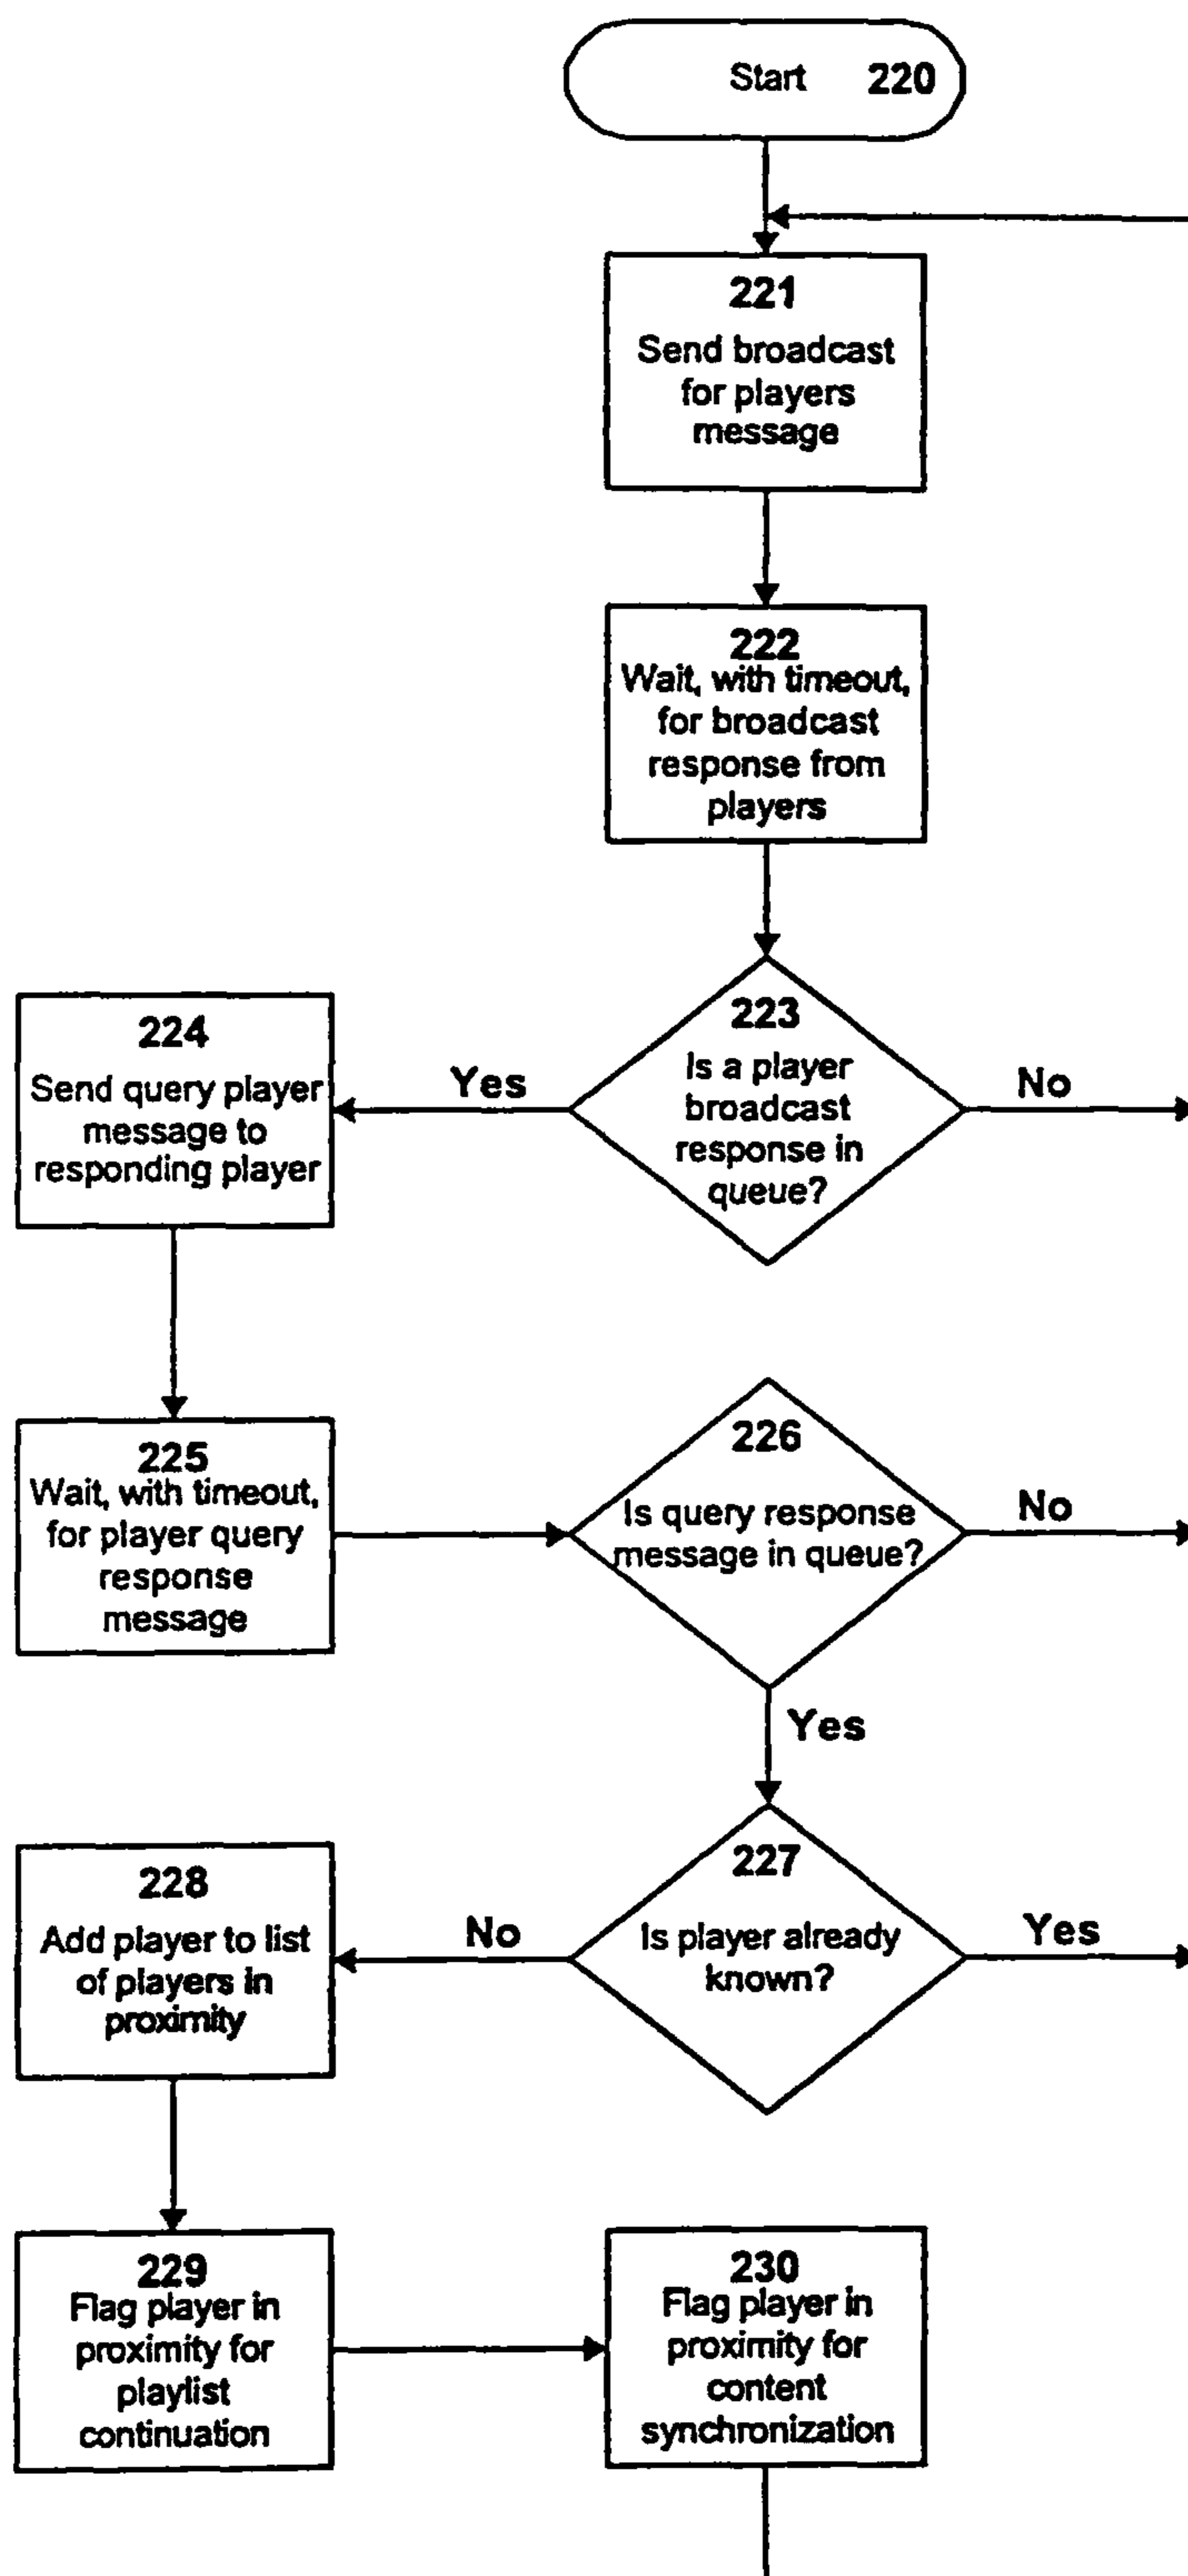 Start 220
221
Send broadcast
for players
message
222
Wait, with timeout,
for broadcast
response from
players
223
Is a player
broadcast
response in
queue?
Yes
No
224
Send query player
message to
responding player
225
Wait, with timeout,
for player query
response
message
226
Is query response
message in queue?
No
Yes
227
Is player already
known?
No
Yes
228
Add player to list
of players in
proximity
229
Flag player in
proximity for
playlist
continuation
230
Flag player in
proximity for
content
synchronization